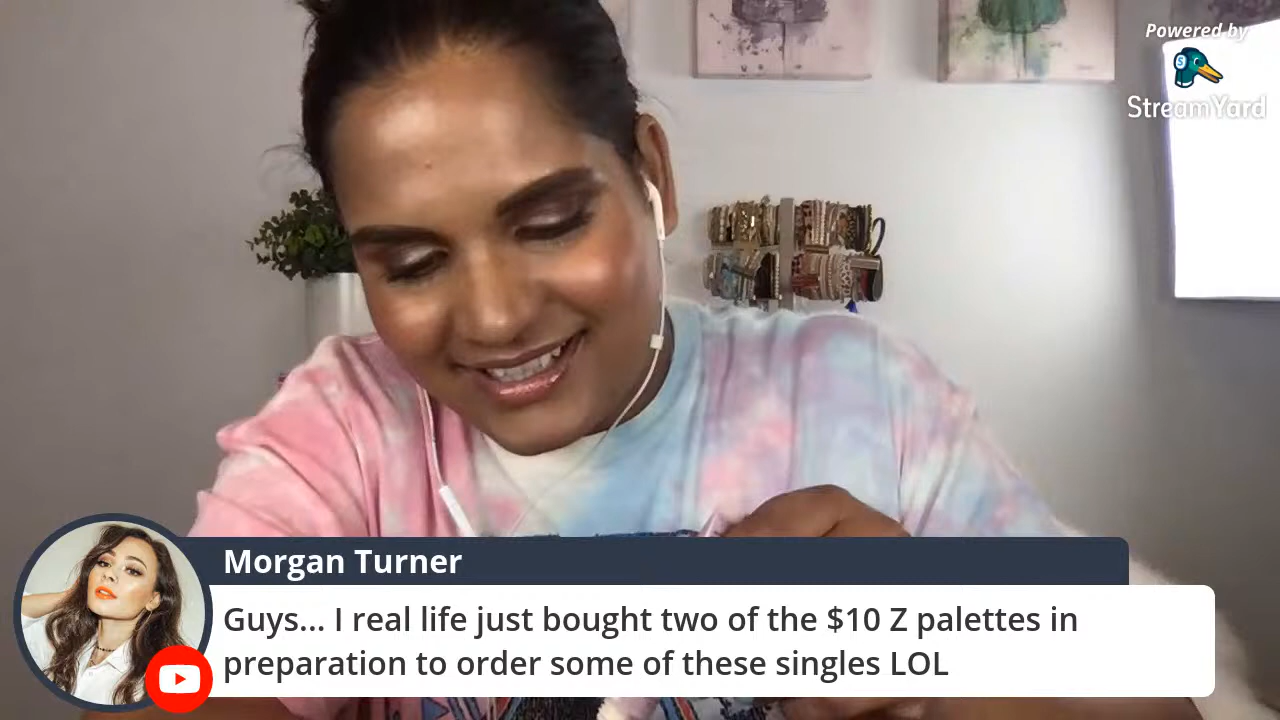 Powered by
StreamYard
Morgan Turner
Guys... I real life just bought two of the $10 Z palettes in
preparation to order some of these singles LOL